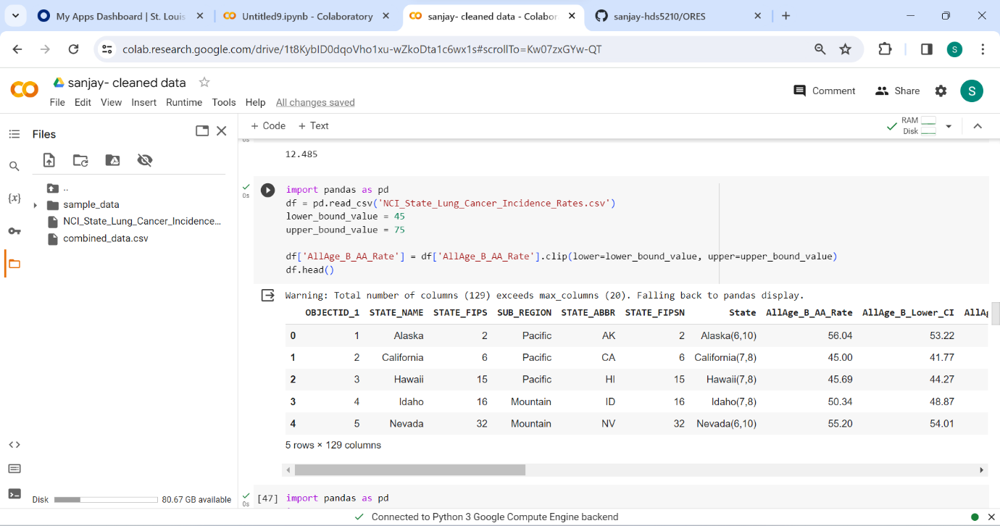 My Apps Dashboard | St. Louis
Untitled9.ipynb - Colaboratory
sanjay- cleaned data - Colabor
sanjay-hds5210/ORES
colab.research.google.com/drive/1t8KybID0dqoVho1xu-wZkoDta1c6wx1s#scrollTo=Kw07zxGYw-QT
S
sanjay- cleaned data
File Edit View Insert Runtime Tools Help All changes saved
Comment Share S
Files
+ Code + Text
RAM
Disk
..
sample_data
NCI_State_Lung_Cancer_Incidence...
combined_data.csv
Disk 80.67 GB available
0s
12.485
0s
import pandas as pd
df = pd.read_csv('NCI_State_Lung_Cancer_Incidence_Rates.csv')
lower_bound_value = 45
upper_bound_value = 75
df['AllAge_B_AA_Rate'] = df['AllAge_B_AA_Rate'].clip(lower=lower_bound_value, upper=upper_bound_value)
df.head()
Warning: Total number of columns (129) exceeds max_columns (20). Falling back to pandas display.
OBJECTID_1 STATE_NAME STATE_FIPS SUB_REGION STATE_ABBR STATE_FIPSN State AllAge_B_AA_Rate AllAge_B_Lower_CI AllAg
0 1 Alaska 2 Pacific AK 2 Alaska(6,10) 56.04 53.22
1 2 California 6 Pacific CA 6 California(7,8) 45.00 41.77
2 3 Hawaii 15 Pacific HI 15 Hawaii(7,8) 45.69 44.27
3 4 Idaho 16 Mountain ID 16 Idaho(7,8) 50.34 48.87
4 5 Nevada 32 Mountain NV 32 Nevada(6,10) 55.20 54.01
5 rows × 129 columns
0s
[47] import pandas as pd
Connected to Python 3 Google Compute Engine backend